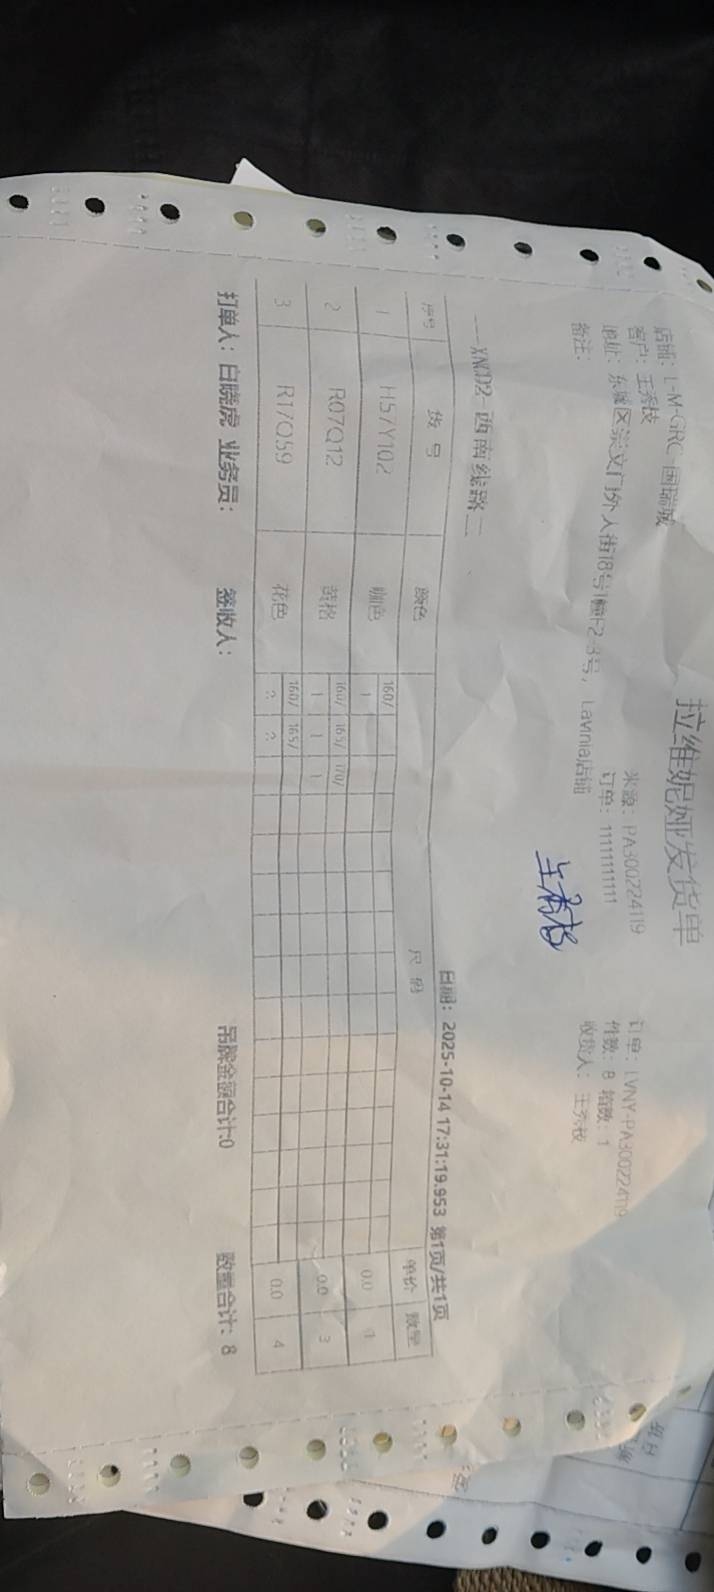 拉维妮娅发货单
店铺：L-M-GRC-国瑞城 来源：PA300224119 订单：LVNY-PA300224119
客户：王秀枝 订单：1111111111 件数：8 箱数：1
地址：东城区崇文门外大街18号1幢F2-3号，Lavinia店铺 收货人：王秀枝
备注：
王秀枝
XN002-西南线路二 日期：2025-10-14 17:31:19.953 第1页/共1页
序号 货号 颜色 尺码 单价 数量
1 H57Y102 咖色 160/ 0.0 1
1
2 R07Q12 黄格 160/ 165/ 170/ 0.0 3
1 1 1
3 R17Q59 花色 160/ 165/ 0.0 4
2 2
打单人：白晓虎 业务员： 签收人： 吊牌金额合计:0 数量合计：8